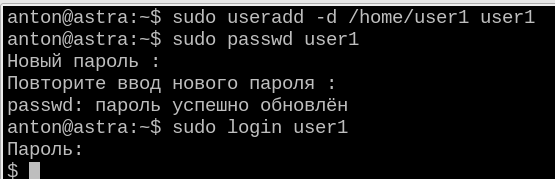 anton@astra:~$ sudo useradd -d /home/user1 user1
anton@astra:~$ sudo passwd user1
Новый пароль :
Повторите ввод нового пароля :
passwd: пароль успешно обновлён
anton@astra:~$ sudo login user1
Пароль:
$